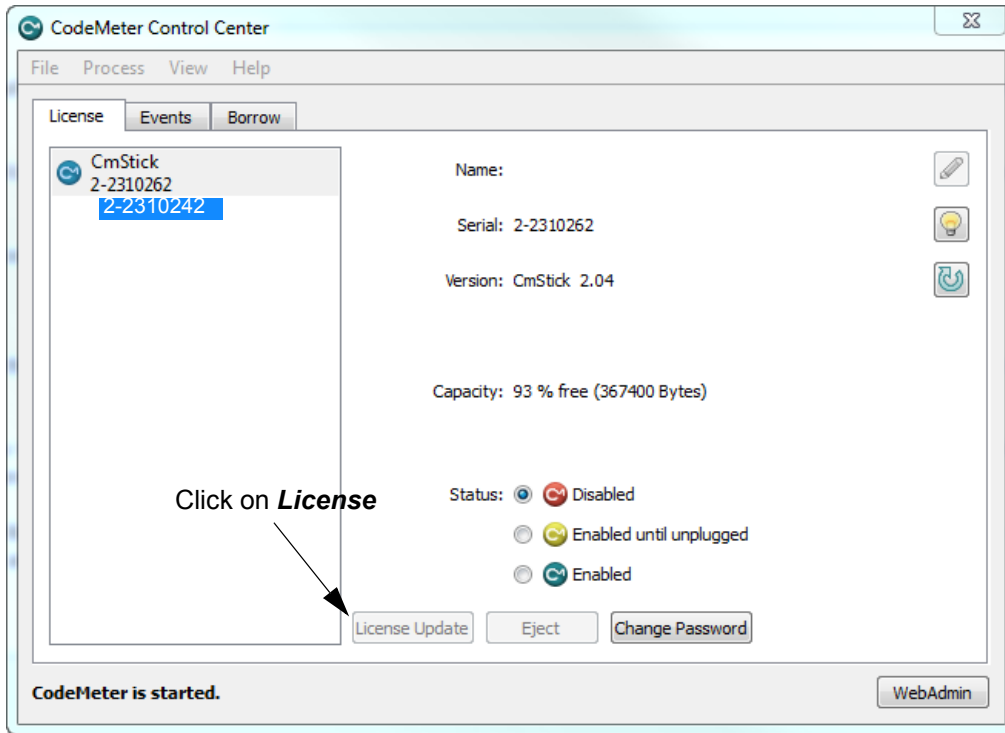 CodeMeter Control Center
File Process View Help
License Events Borrow
CmStick
2-2310262
2-2310242
Name:
Serial: 2-2310262
Version: CmStick 2.04
Capacity: 93 % free (367400 Bytes)
Click on License
Status: Disabled
Enabled until unplugged
Enabled
License Update Eject Change Password
CodeMeter is started.
WebAdmin